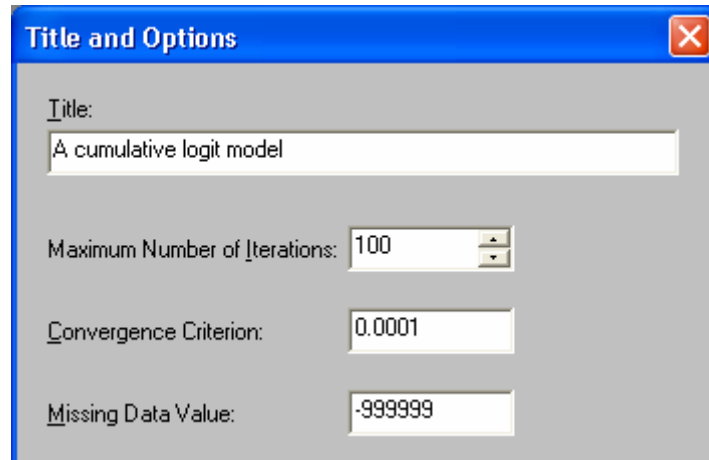 Title and Options
Title:
A cumulative logit model
Maximum Number of Iterations: 100
Convergence Criterion: 0.0001
Missing Data Value: -999999